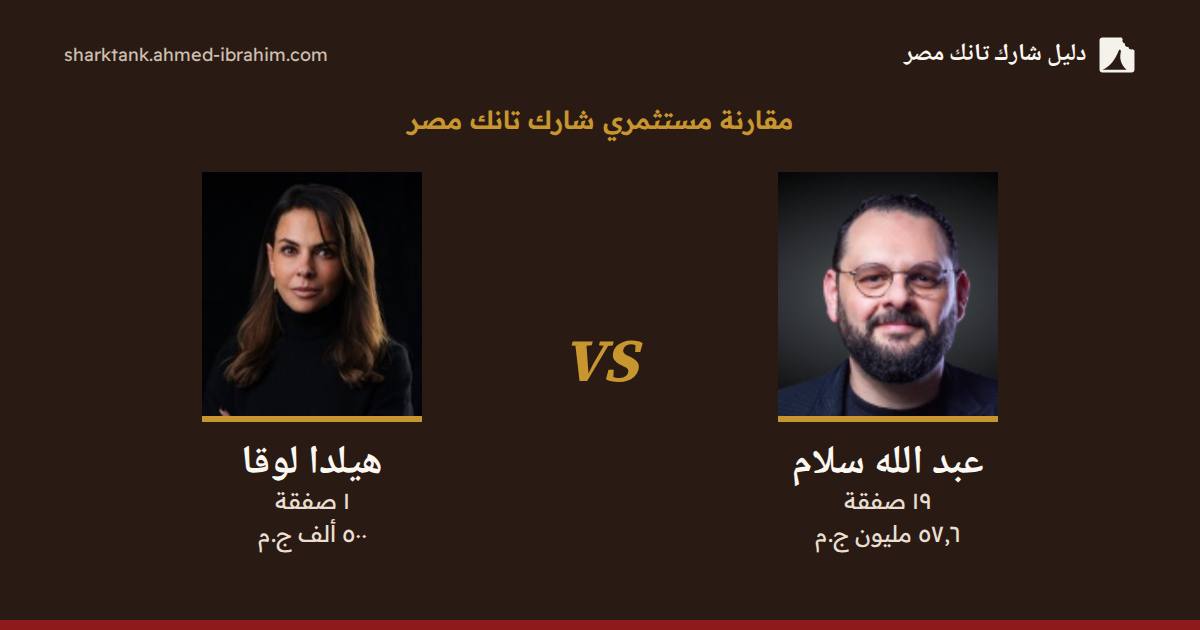 دليل شارك تانك مصر
sharktank.ahmed-ibrahim.com
مقارنة مستثمري شارك تانك مصر
عبد الله سلام
١٩ صفقة
٥٧,٦ مليون ج.م
VS
هيلدا لوقا
١ صفقة
٥٠٠ ألف ج.م